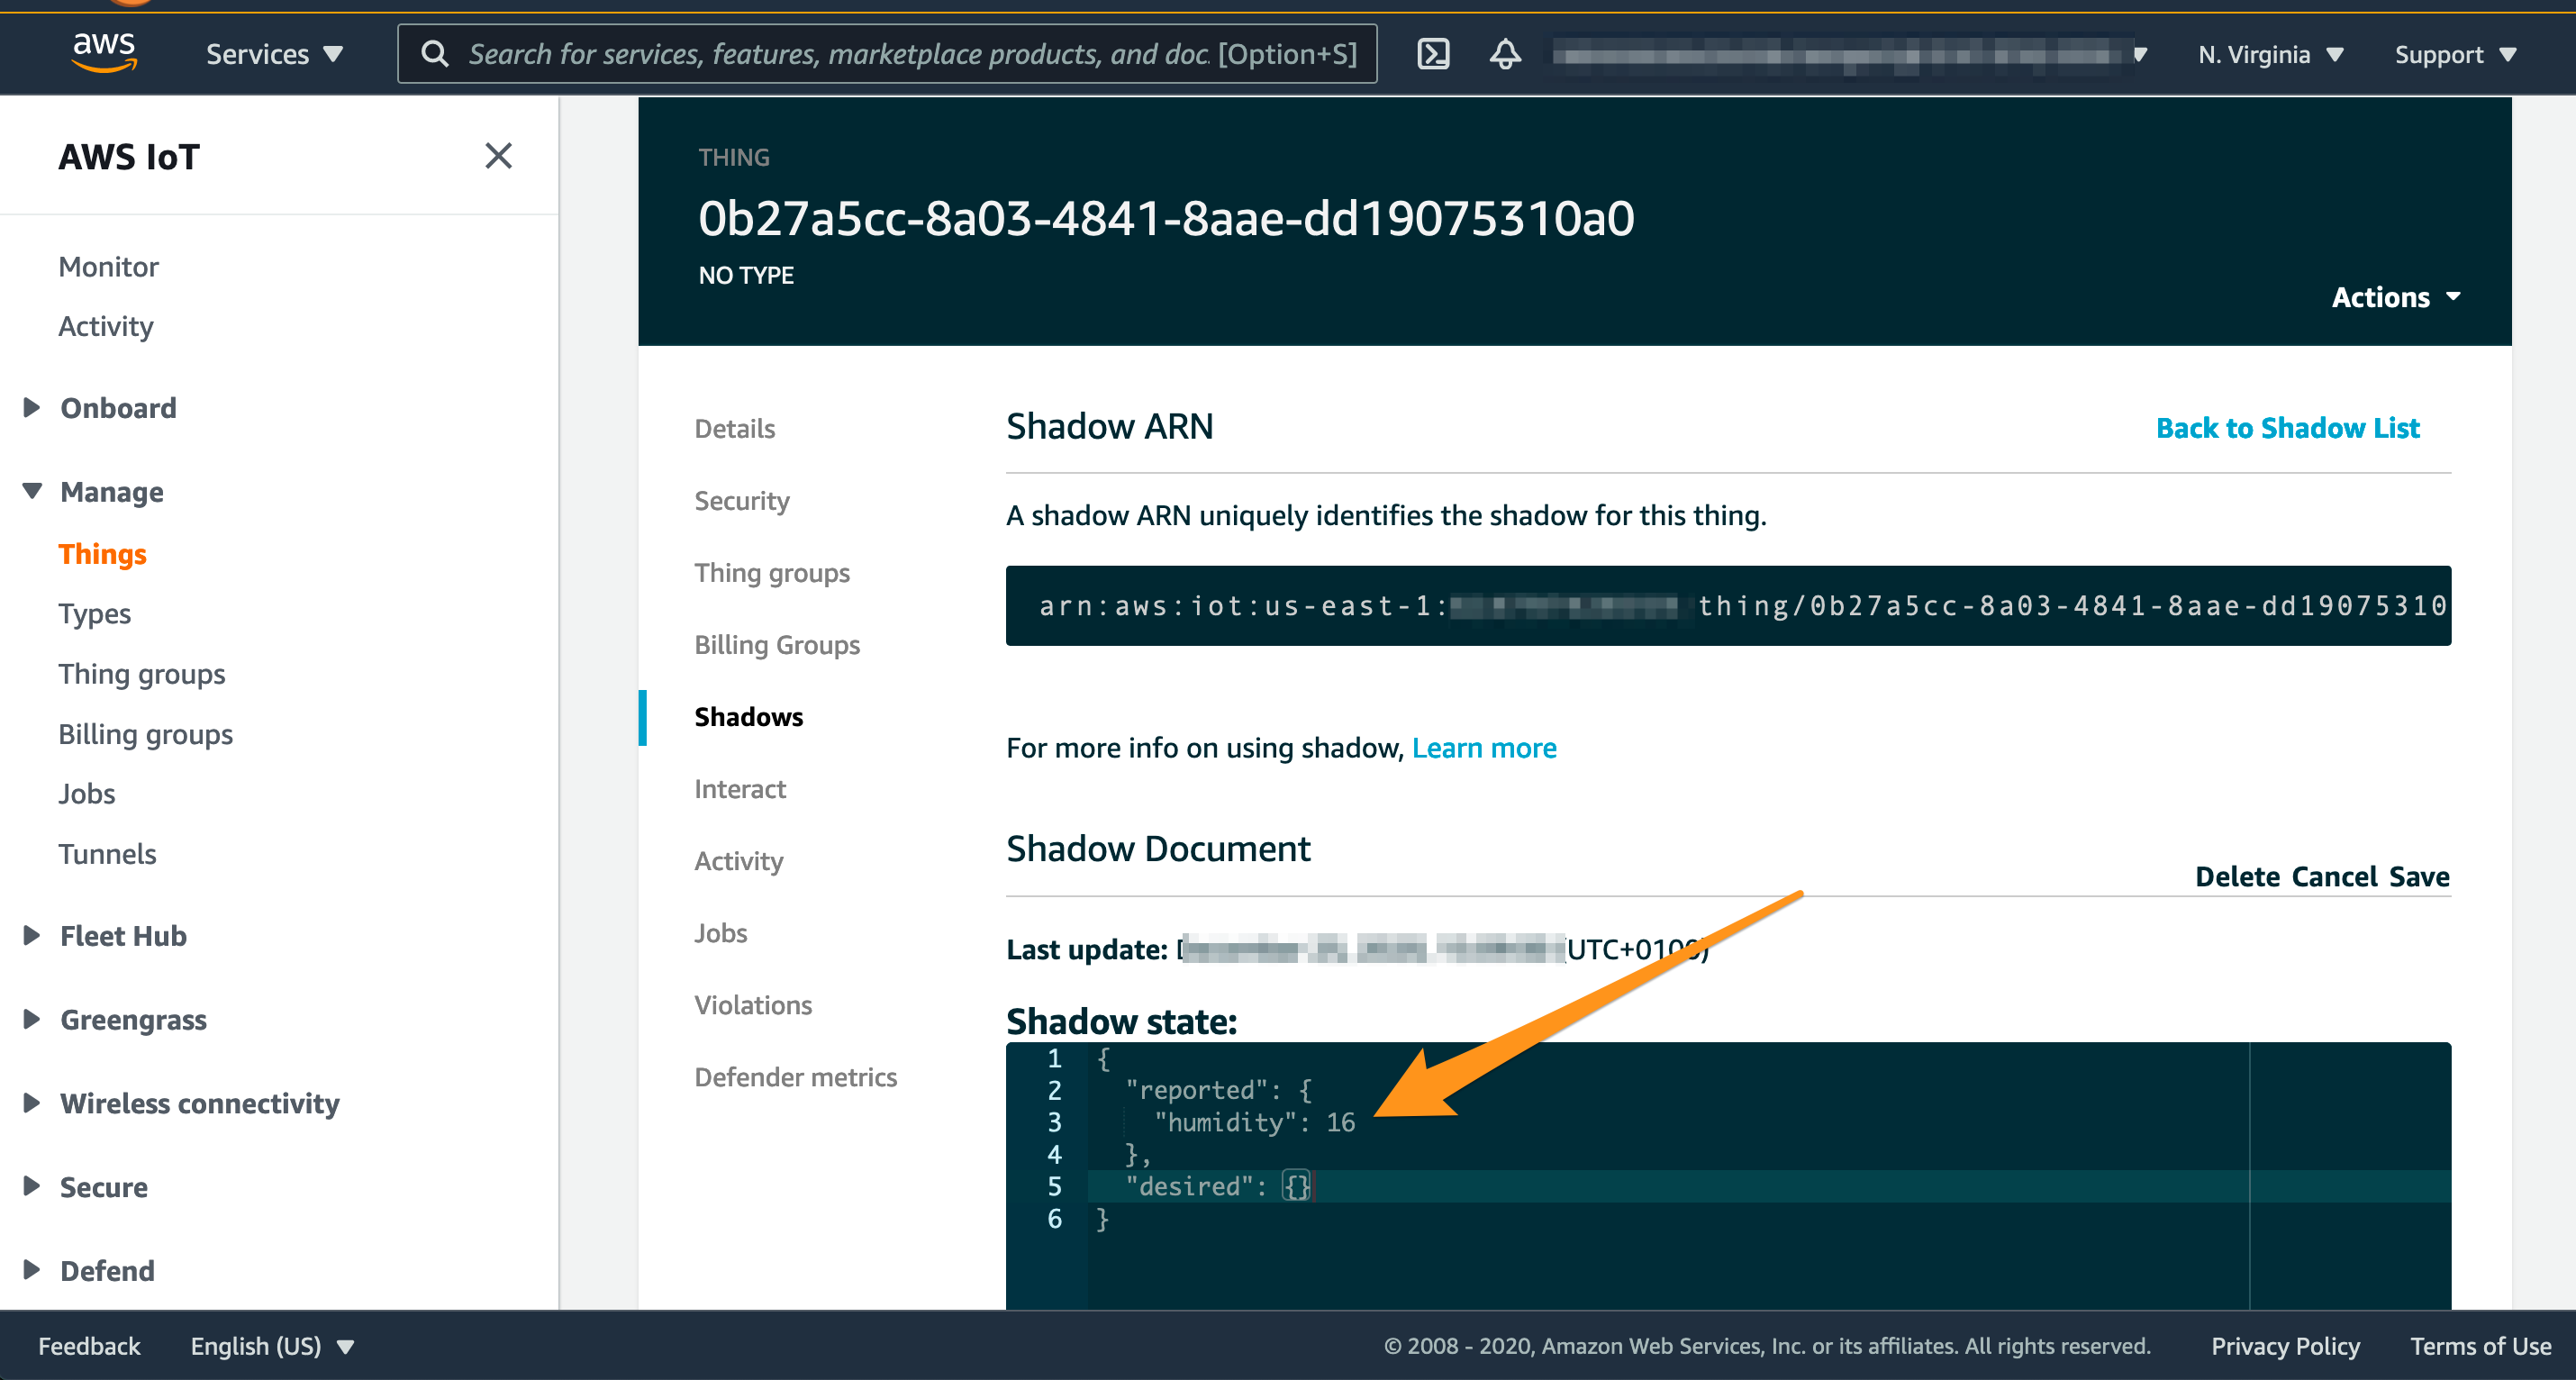 aws
Services
Search for services, features, marketplace products, and doc. [Option+S]
N. Virginia
Support
AWS IoT
Monitor
Activity
Onboard
Manage
Things
Types
Thing groups
Billing groups
Jobs
Tunnels
Fleet Hub
Greengrass
Wireless connectivity
Secure
Defend
THING
0b27a5cc-8a03-4841-8aae-dd19075310a0
NO TYPE
Actions
Details
Security
Thing groups
Billing Groups
Shadows
Interact
Activity
Jobs
Violations
Defender metrics
Shadow ARN
Back to Shadow List
A shadow ARN uniquely identifies the shadow for this thing.
arn:aws:iot:us-east-1: thing/0b27a5cc-8a03-4841-8aae-dd19075310
For more info on using shadow, Learn more
Shadow Document
Delete Cancel Save
Last update: (UTC+0100)
Shadow state:
1 {
2 "reported": {
3 "humidity": 16
4 },
5 "desired": {}
6 }
Feedback
English (US)
© 2008 - 2020, Amazon Web Services, Inc. or its affiliates. All rights reserved.
Privacy Policy
Terms of Use